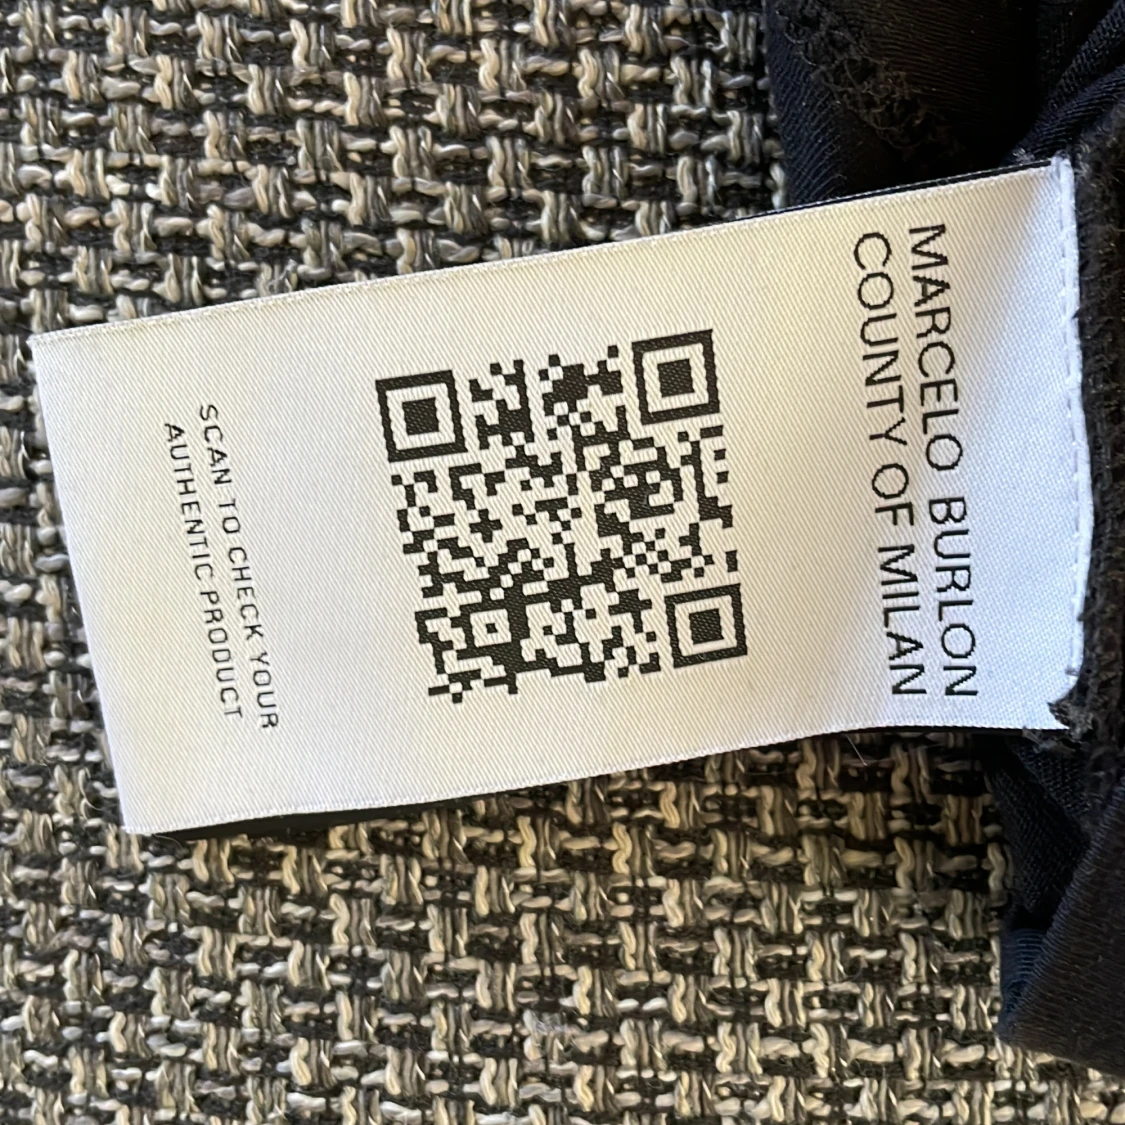 MARCELO BURLON
COUNTY OF MILAN
SCAN TO CHECK YOUR
AUTHENTIC PRODUCT